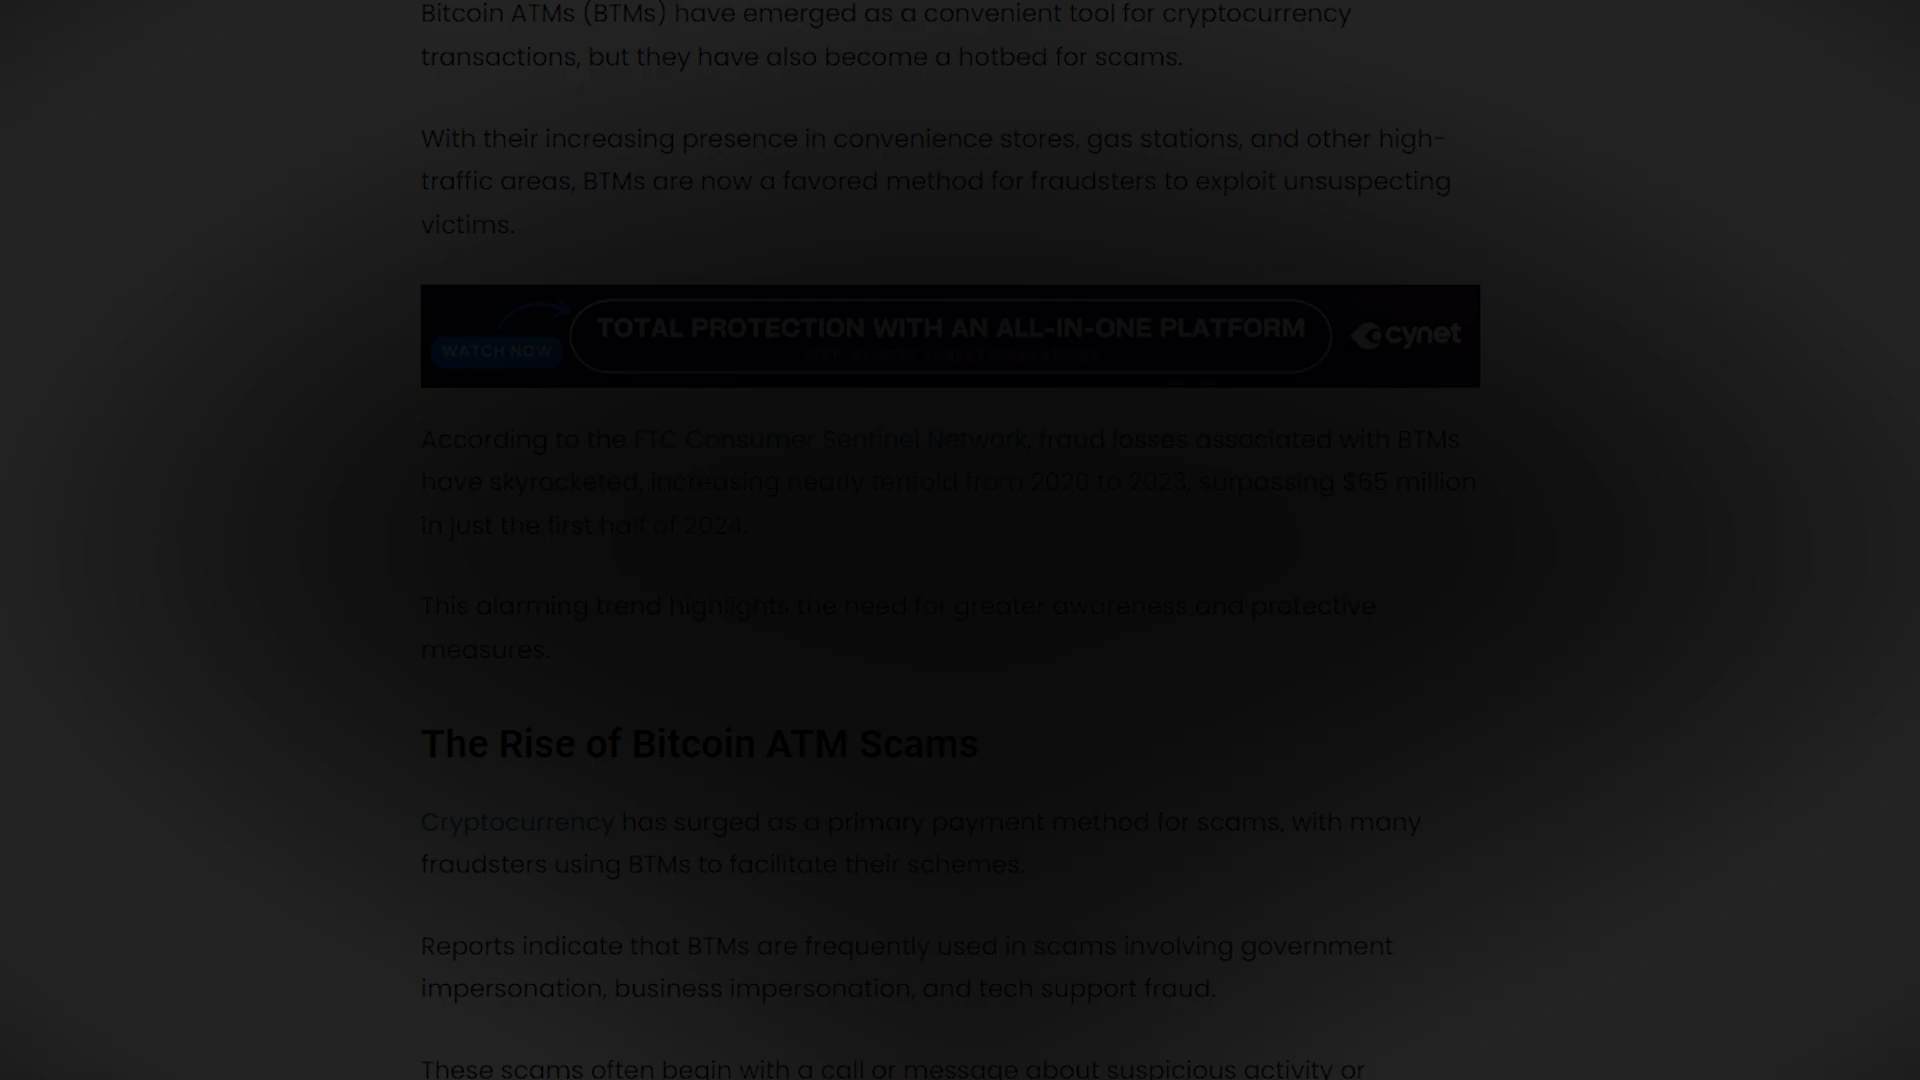 Bitcoin ATMs (BTMs) have emerged as a convenient tool for cryptocurrency
transactions, but they have also become a hotbed for scams.
With their increasing presence in convenience stores, gas stations, and other high-
traffic areas, BTMs are now a favored method for fraudsters to exploit unsuspecting
victims.
WATCH NOW
TOTAL PROTECTION WITH AN ALL-IN-ONE PLATFORM
cynet
According to the FTC Consumer Sentinel Network, fraud losses associated with BTMs
have skyrocketed, increasing nearly tenfold from 2020 to 2023, surpassing $65 million
in just the first half of 2024.
This alarming trend highlights the need for greater awareness and protective
measures.
The Rise of Bitcoin ATM Scams
Cryptocurrency has surged as a primary payment method for scams, with many
fraudsters using BTMs to facilitate their schemes.
Reports indicate that BTMs are frequently used in scams involving government
impersonation, business impersonation, and tech support fraud.
These scams often begin with a call or message about suspicious activity or